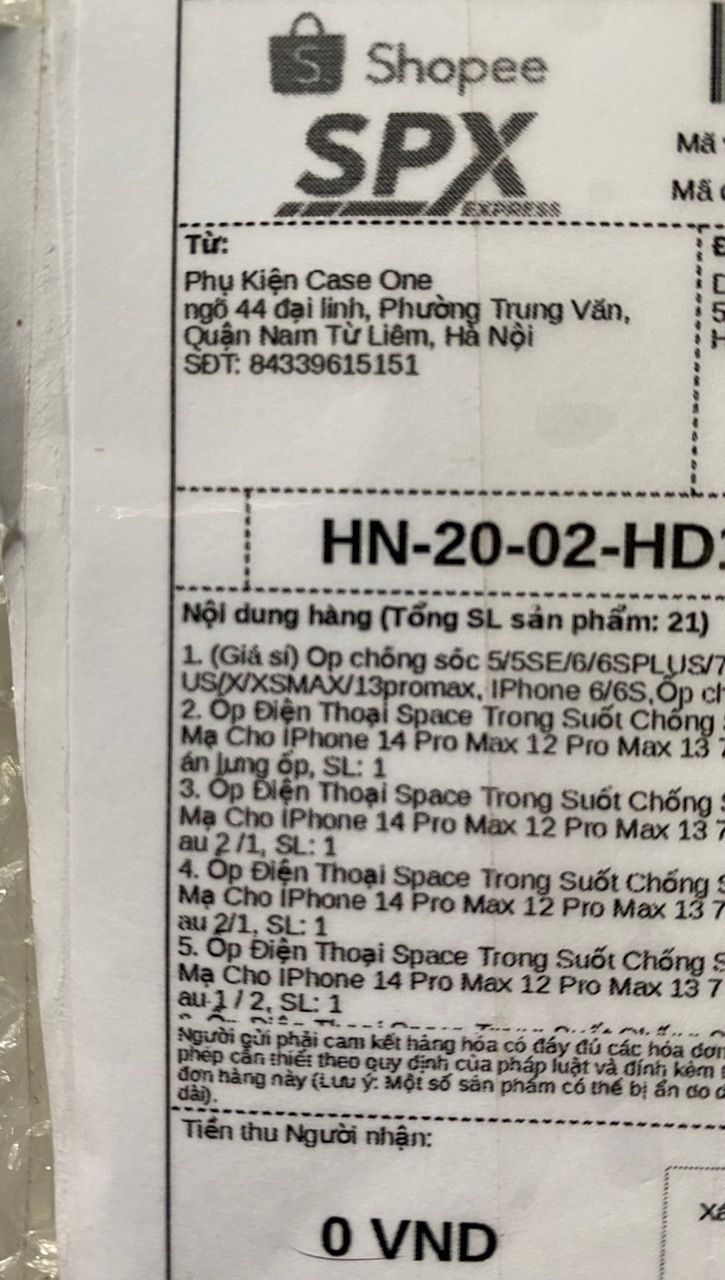 Shopee
SPX
EXPRESS
Mã
Mã
Từ:
Phụ Kiện Case One
ngõ 44 đại linh, Phường Trung Văn,
Quận Nam Từ Liêm, Hà Nội
SĐT: 84339615151
HN-20-02-HD
Nội dung hàng (Tổng SL sản phẩm: 21)
1. (Giá sỉ) Ốp chống sốc 5/5SE/6/6SPLUS/7
US/X/XSMAX/13promax, IPhone 6/6S,Ốp
2. Ốp Điện Thoại Space Trong Suốt Chống
Mạ Cho IPhone 14 Pro Max 12 Pro Max 13 7
án lưng ốp, SL: 1
3. Ốp Điện Thoại Space Trong Suốt Chống
Mạ Cho IPhone 14 Pro Max 12 Pro Max 13 7
au 2 /1, SL: 1
4. Ốp Điện Thoại Space Trong Suốt Chống
Mạ Cho IPhone 14 Pro Max 12 Pro Max 13 7
au 2/1, SL: 1
5. Ốp Điện Thoại Space Trong Suốt Chống
Mạ Cho IPhone 14 Pro Max 12 Pro Max 13 7
au 1 / 2, SL: 1
Người gửi phải cam kết hàng hóa có đầy đủ các hóa đơn
phép cần thiết theo quy định của pháp luật và đính kèm
đơn hàng này (Lưu ý: Một số sản phẩm có thể bị ẩn do
dài).
Tiền thu Người nhận:
0 VND